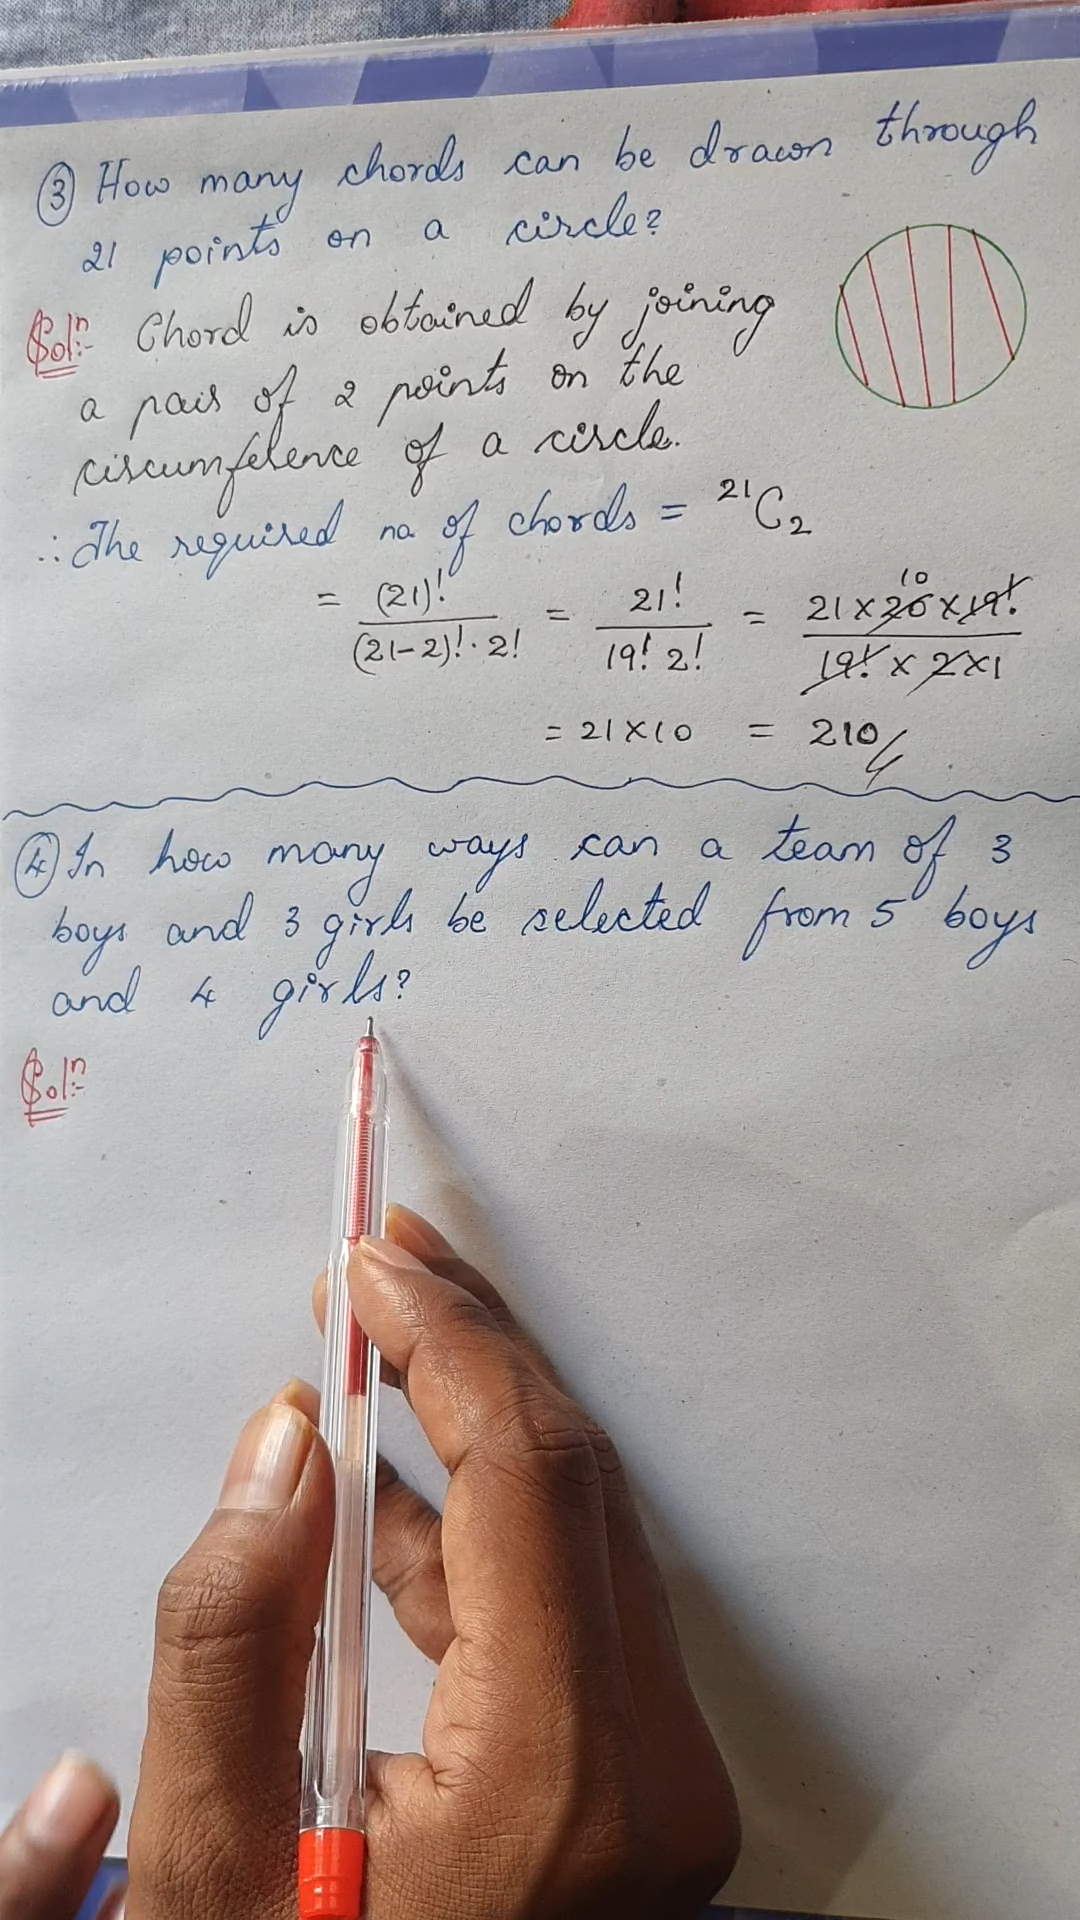 ③ How many chords can be drawn through
21 points on a circle?
Solⁿ:- Chord is obtained by joining
a pair of 2 points on the
circumference of a circle.
∴ The required no. of chords = ²¹C₂
= (21)! / (21-2)! · 2! = 21! / 19! 2! = 21 × 20 × 19! / 19! × 2 × 1
10
= 21 × 10 = 210
④ In how many ways can a team of 3
boys and 3 girls be selected from 5 boys
and 4 girls?
Solⁿ:-